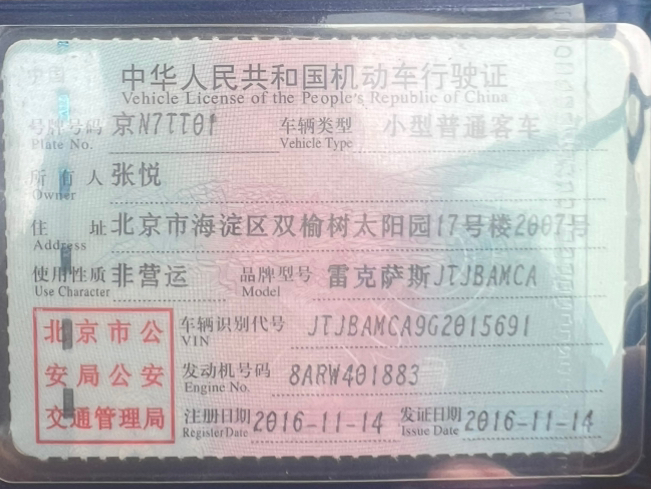 中华人民共和国机动车行驶证
Vehicle License of the People's Republic of China
号牌号码 京N7TT01 车辆类型 小型普通客车
Plate No. Vehicle Type
所有人 张悦
Owner
住址 北京市海淀区双榆树太阳园17号楼2007号
Address
使用性质 非营运 品牌型号 雷克萨斯JTJBAMCA
Use Character Model
北京市公
安局公安
交通管理局
车辆识别代号 JTJBAMCA9G2015691
VIN
发动机号码 8ARW401883
Engine No.
注册日期 2016-11-14 发证日期 2016-11-14
Register Date Issue Date